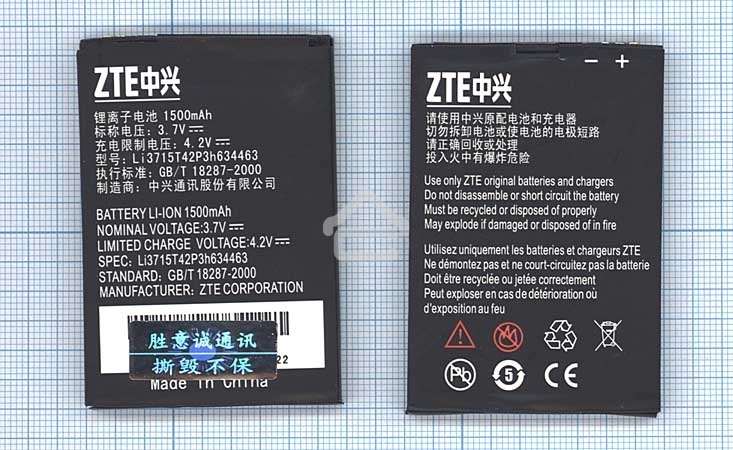 ZTE中兴
锂离子电池 1500mAh
标称电压: 3.7V
充电限制电压: 4.2V
型号: Li3715T42P3h634463
执行标准: GB/T 18287-2000
制造商: 中兴通讯股份有限公司
BATTERY LI-ION 1500mAh
NOMINAL VOLTAGE: 3.7V
LIMITED CHARGE VOLTAGE:4.2V
SPEC: Li3715T42P3h634463
STANDARD: GB/T 18287-2000
MANUFACTURER: ZTE CORPORATION
22
胜意诚通讯
撕毁不保
Made in China
− +
ZTE中兴
请使用中兴原配电池和充电器
切勿拆卸电池或使电池的电极短路
请正确回收或处理
投入火中有爆炸危险
Use only ZTE original batteries and chargers
Do not disassemble or short circuit the battery
Must be recycled or disposed of properly
May explode if damaged or disposed of in fire
Utilisez uniquement les batteries et chargeurs ZTE
Ne démontez pas et non court-circuitez pas la batterie
Doit être recyclée ou jetée correctement
Peut exploser en cas de détérioration où
d'exposition au feu
Pb 5 CE